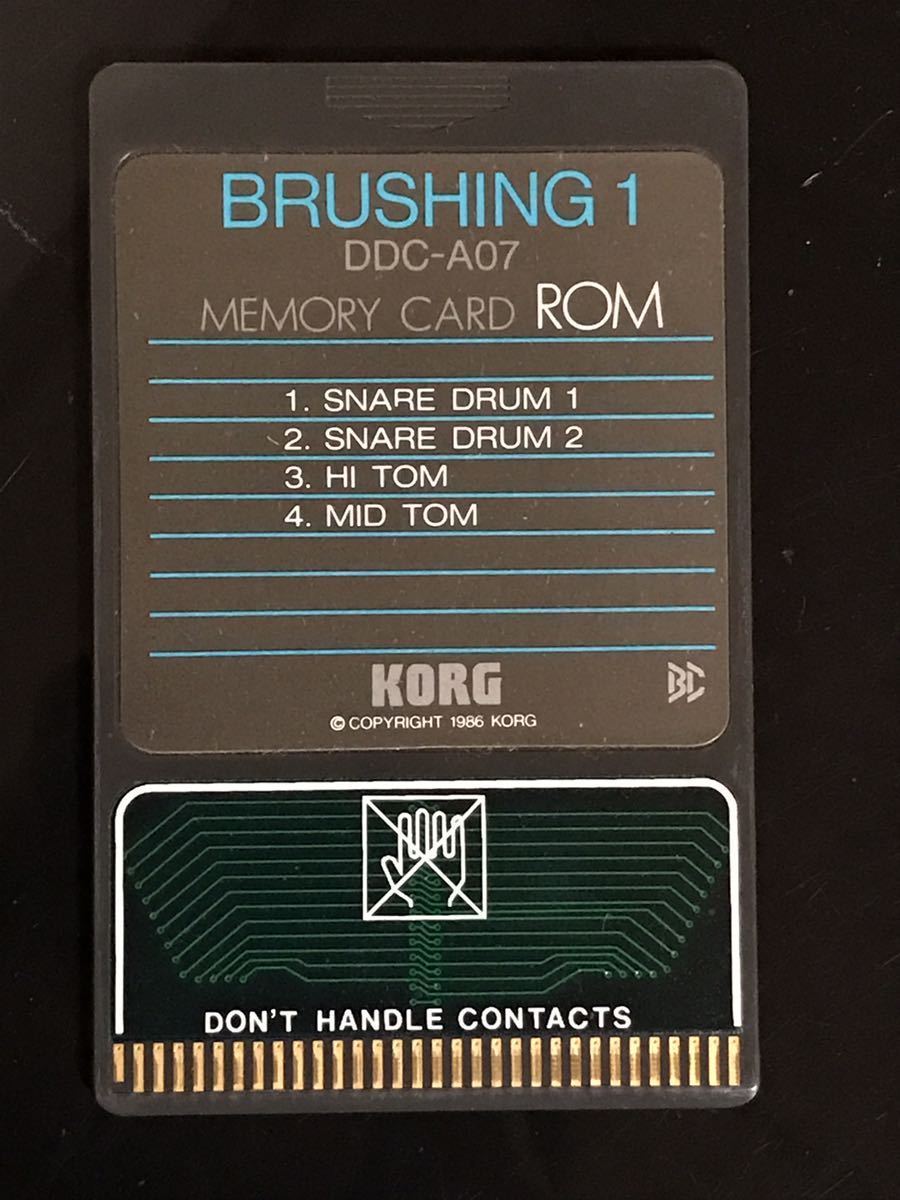 BRUSHING 1
DDC-A07
MEMORY CARD ROM
1. SNARE DRUM 1
2. SNARE DRUM 2
3. HI TOM
4. MID TOM
KORG
BC
© COPYRIGHT 1986 KORG
DON'T HANDLE CONTACTS